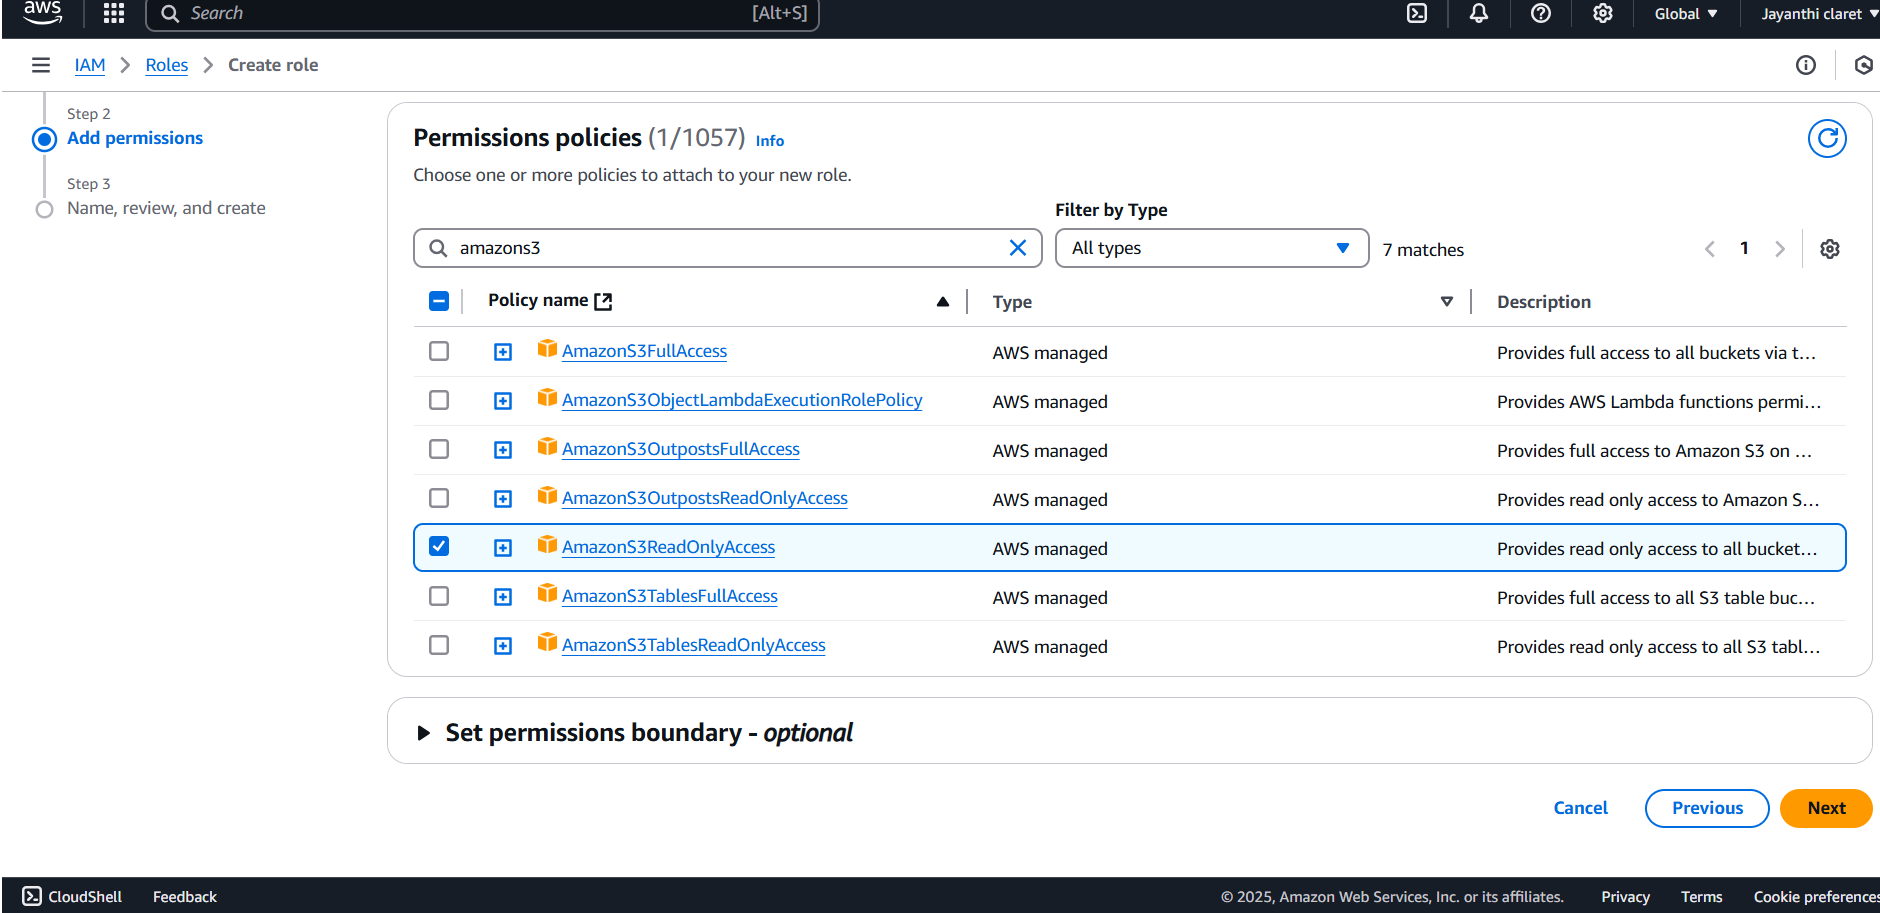 aws Search [Alt+S] Global Jayanthi claret
IAM Roles Create role
Step 2
Add permissions
Step 3
Name, review, and create
Permissions policies (1/1057) Info
Choose one or more policies to attach to your new role.
Filter by Type
amazons3 All types 7 matches 1
Policy name Type Description
AmazonS3FullAccess AWS managed Provides full access to all buckets via t...
AmazonS3ObjectLambdaExecutionRolePolicy AWS managed Provides AWS Lambda functions permi...
AmazonS3OutpostsFullAccess AWS managed Provides full access to Amazon S3 on ...
AmazonS3OutpostsReadOnlyAccess AWS managed Provides read only access to Amazon S...
AmazonS3ReadOnlyAccess AWS managed Provides read only access to all bucket...
AmazonS3TablesFullAccess AWS managed Provides full access to all S3 table buc...
AmazonS3TablesReadOnlyAccess AWS managed Provides read only access to all S3 tabl...
Set permissions boundary - optional
Cancel Previous Next
CloudShell Feedback © 2025, Amazon Web Services, Inc. or its affiliates. Privacy Terms Cookie preferences